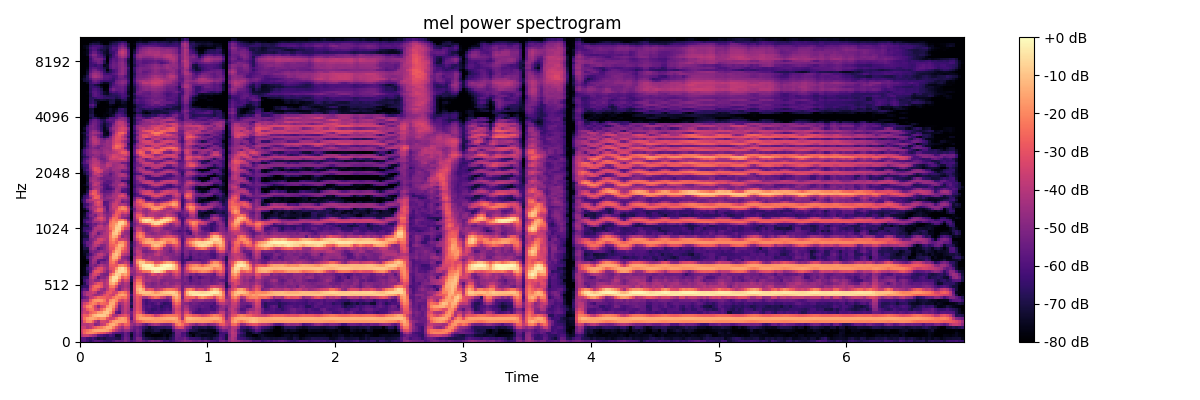 mel power spectrogram
8192
4096
2048
1024
512
0
Hz
0 1 2 3 4 5 6
Time
+0 dB
-10 dB
-20 dB
-30 dB
-40 dB
-50 dB
-60 dB
-70 dB
-80 dB